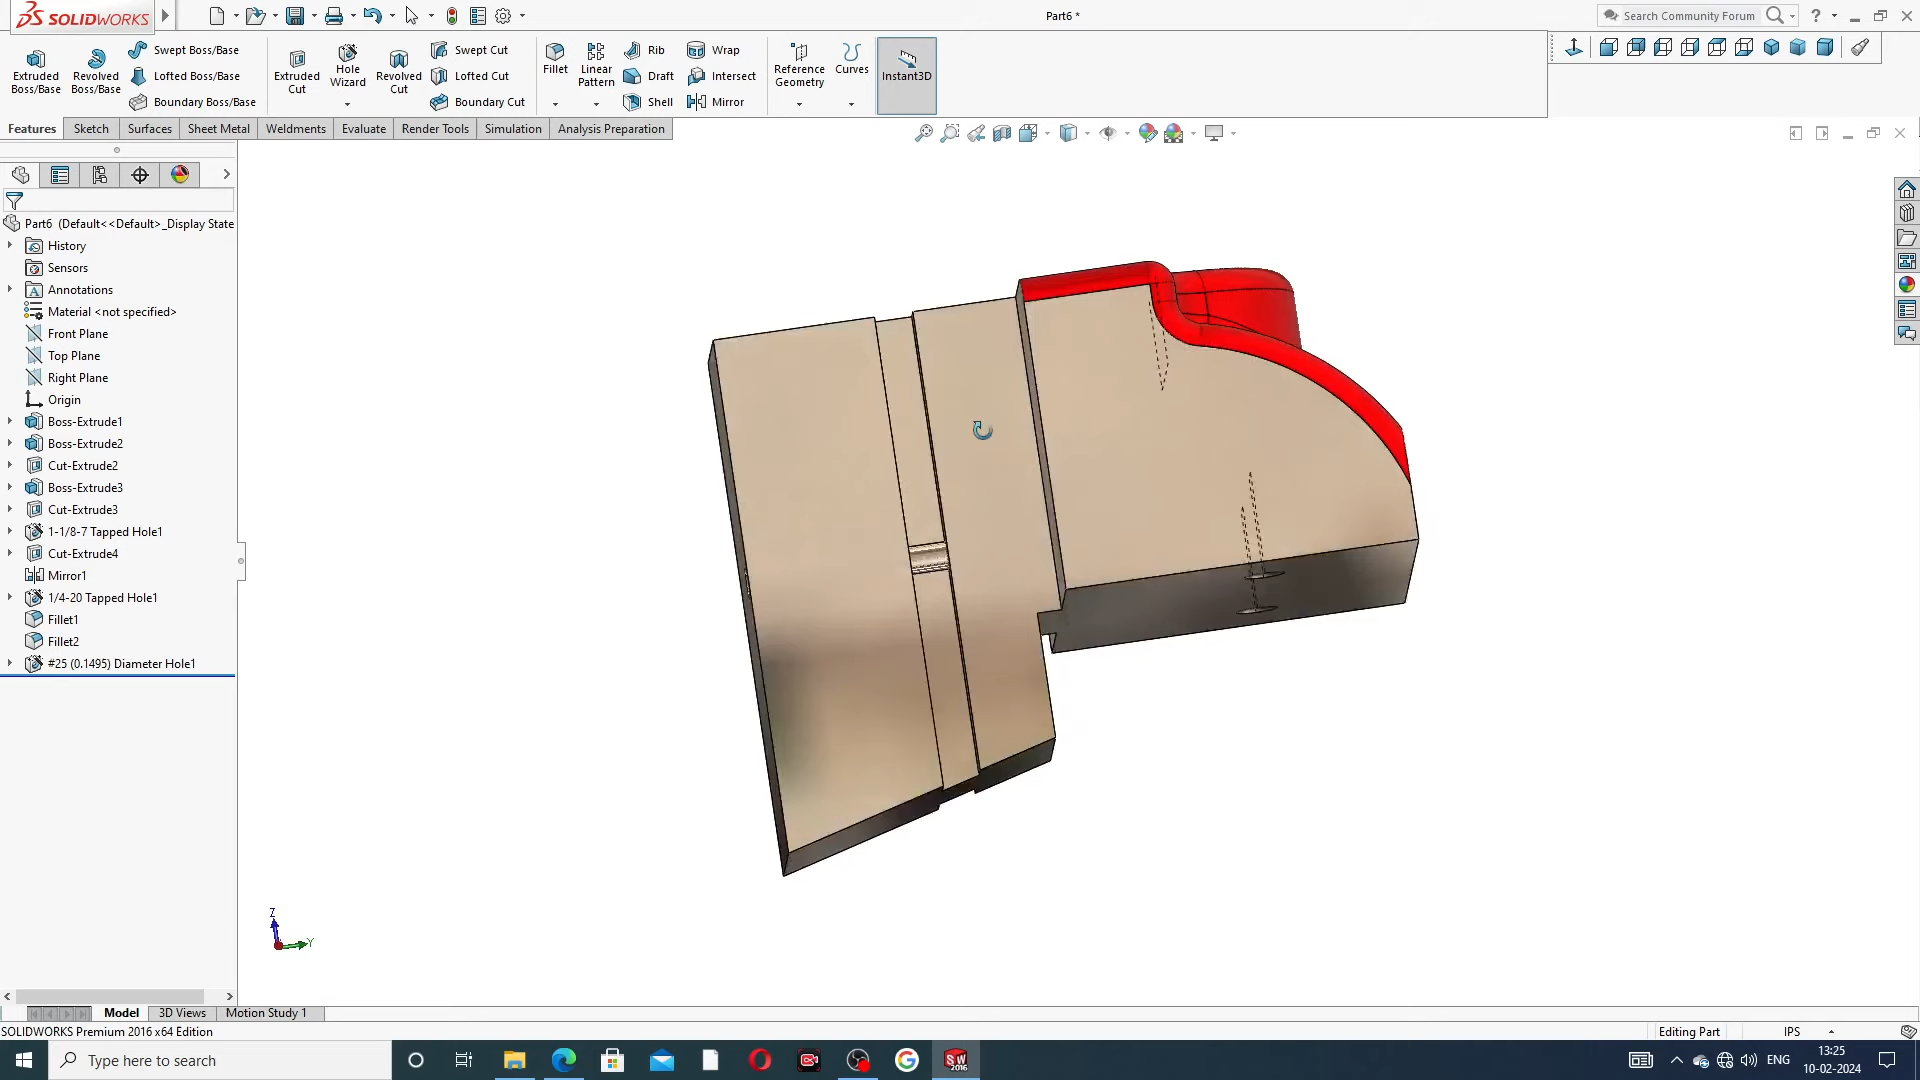 SOLIDWORKS
Part6 *
Search Community Forum
Extruded Boss/Base
Revolved Boss/Base
Swept Boss/Base
Lofted Boss/Base
Boundary Boss/Base
Extruded Cut
Hole Wizard
Revolved Cut
Swept Cut
Lofted Cut
Boundary Cut
Fillet
Linear Pattern
Rib
Draft
Shell
Wrap
Intersect
Mirror
Reference Geometry
Curves
Instant3D
Features Sketch Surfaces Sheet Metal Weldments Evaluate Render Tools Simulation Analysis Preparation
Part6 (Default<<Default>_Display State
History
Sensors
Annotations
Material <not specified>
Front Plane
Top Plane
Right Plane
Origin
Boss-Extrude1
Boss-Extrude2
Cut-Extrude2
Boss-Extrude3
Cut-Extrude3
1-1/8-7 Tapped Hole1
Cut-Extrude4
Mirror1
1/4-20 Tapped Hole1
Fillet1
Fillet2
#25 (0.1495) Diameter Hole1
Z
Y
Model 3D Views Motion Study 1
SOLIDWORKS Premium 2016 x64 Edition
Editing Part
IPS
Type here to search
SW
2016
ENG
13:25
10-02-2024